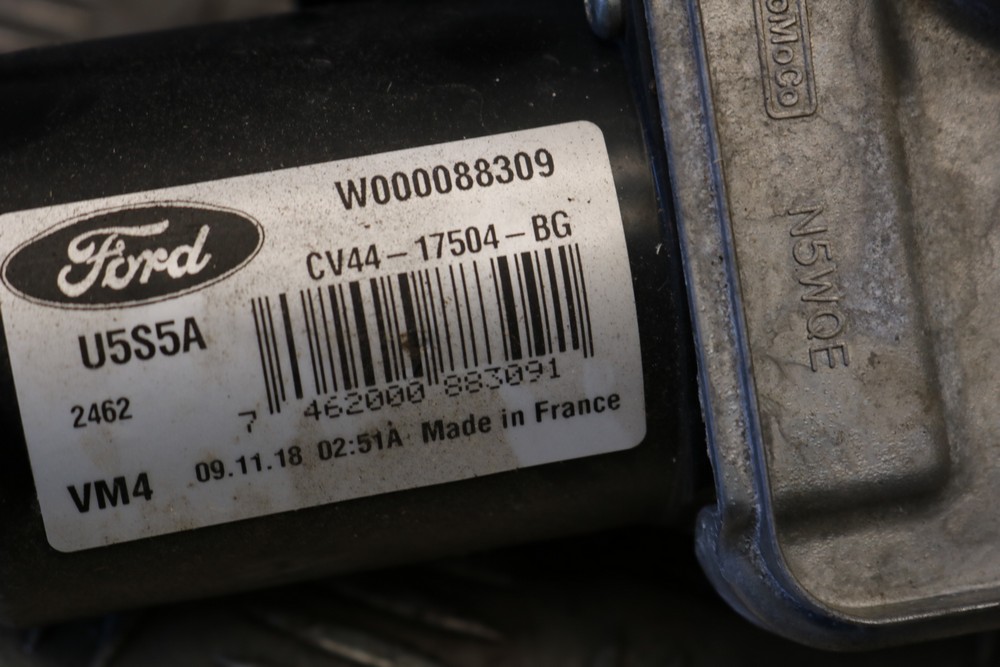 W000088309
Ford
CV44-17504-BG
U5S5A
7 462000 883091
2462
09.11.18 02:51A Made in France
VM4
FoMoCo
N5WQE